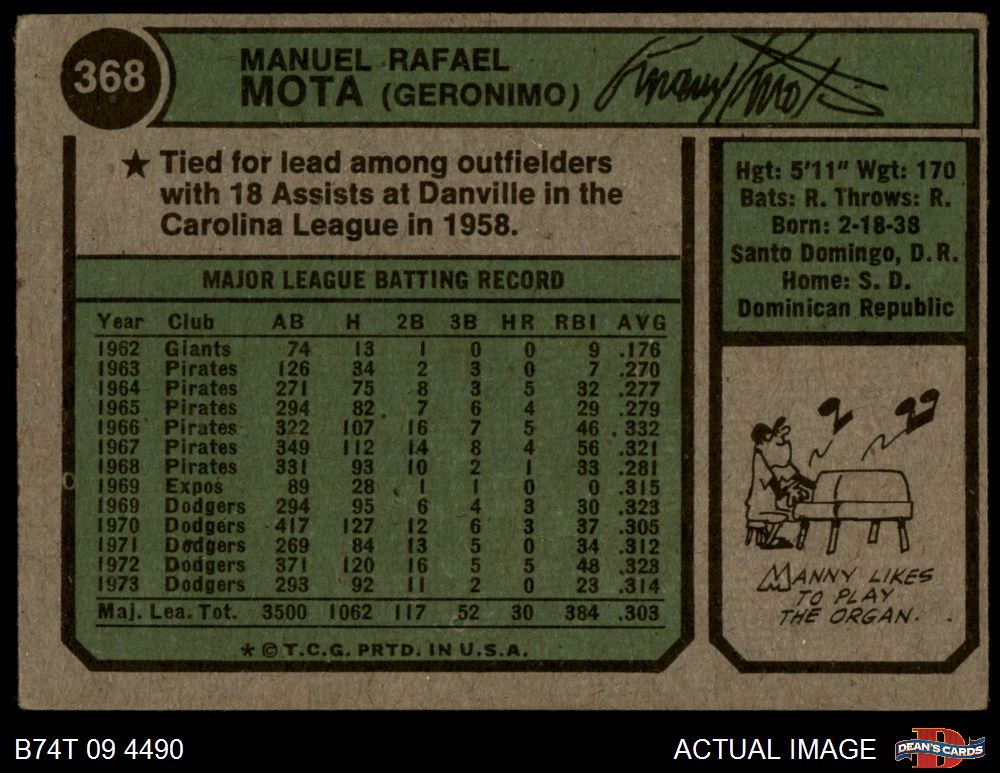 368
MANUEL RAFAEL
MOTA (GERONIMO)
Manny Mota
★ Tied for lead among outfielders
with 18 Assists at Danville in the
Carolina League in 1958.
Hgt: 5'11" Wgt: 170
Bats: R. Throws: R.
Born: 2-18-38
Santo Domingo, D.R.
Home: S. D.
Dominican Republic
MAJOR LEAGUE BATTING RECORD
Year Club AB H 2B 3B HR RBI AVG
1962 Giants 74 13 1 0 0 9 .176
1963 Pirates 126 34 2 3 0 7 .270
1964 Pirates 271 75 8 3 5 32 .277
1965 Pirates 294 82 7 6 4 29 .279
1966 Pirates 322 107 16 7 5 46 .332
1967 Pirates 349 112 14 8 4 56 .321
1968 Pirates 331 93 10 2 1 33 .281
1969 Expos 89 28 1 1 0 0 .315
1969 Dodgers 294 95 6 4 3 30 .323
1970 Dodgers 417 127 12 6 3 37 .305
1971 Dodgers 269 84 13 5 0 34 .312
1972 Dodgers 371 120 16 5 5 48 .323
1973 Dodgers 293 92 11 2 0 23 .314
Maj. Lea. Tot. 3500 1062 117 52 30 384 .303
* © T.C.G. PRTD. IN U.S.A.
MANNY LIKES
TO PLAY
THE ORGAN.
B74T 09 4490
ACTUAL IMAGE
D
DEAN'S CARDS